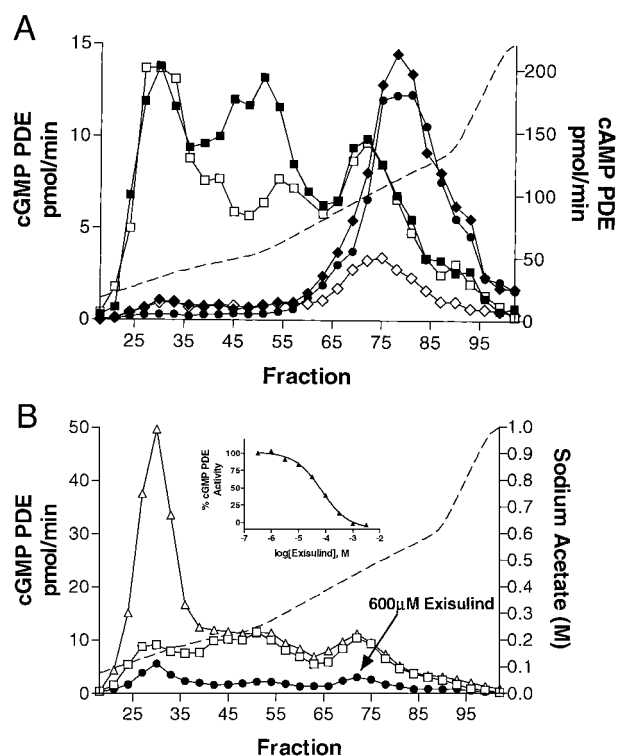 A
cGMP PDE
pmol/min
15
10
5
0
200
150
100
50
0
cAMP PDE
pmol/min
25 35 45 55 65 75 85 95
Fraction
B
cGMP PDE
pmol/min
50
40
30
20
10
0
% cGMP PDE
Activity
100
75
50
25
0
-7 -6 -5 -4 -3 -2
log[Exisulind], M
600μM Exisulind
1.0
0.9
0.8
0.7
0.6
0.5
0.4
0.3
0.2
0.1
0.0
Sodium Acetate (M)
25 35 45 55 65 75 85 95
Fraction